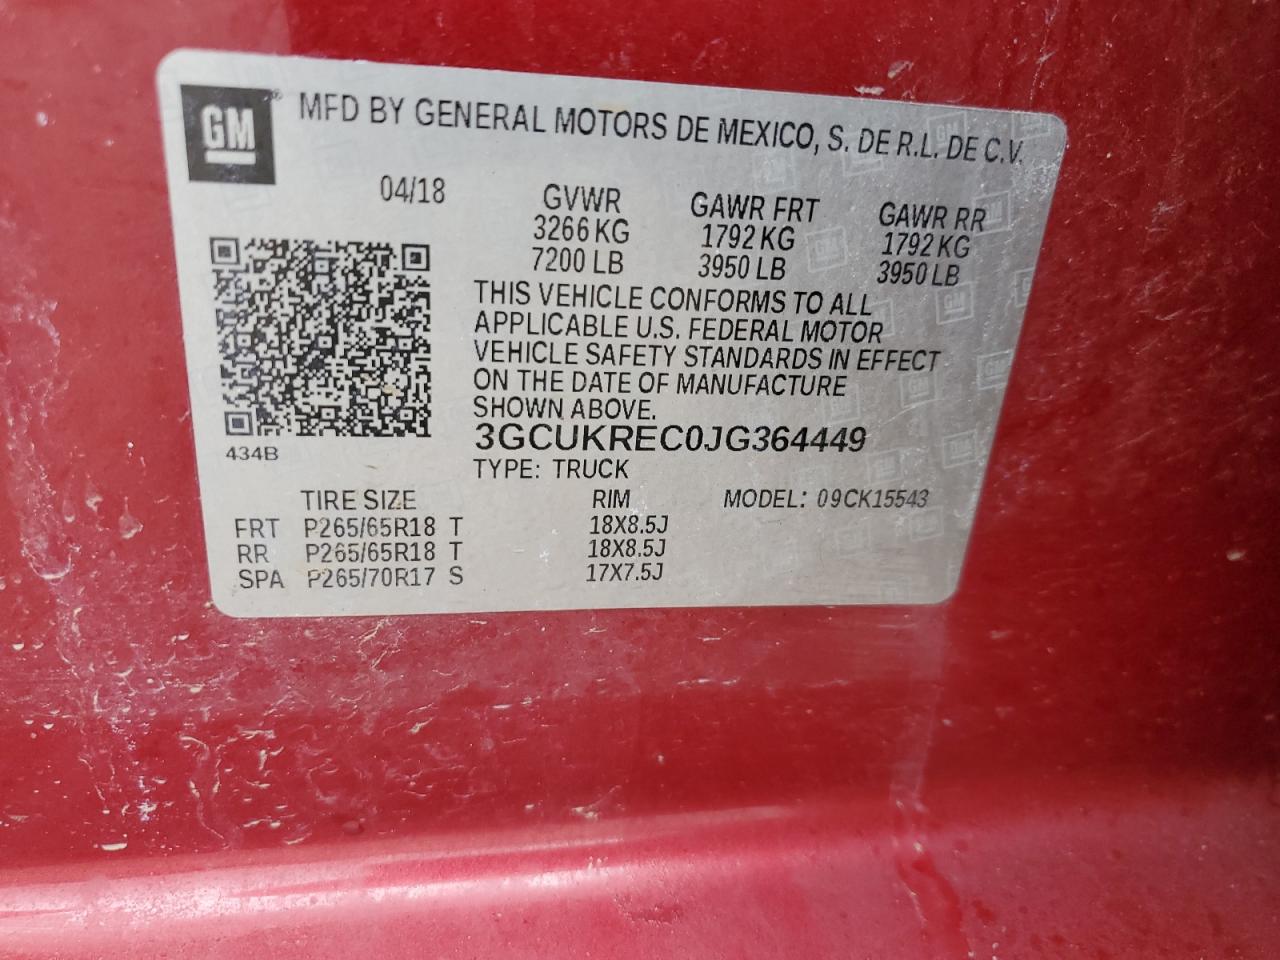 GM® MFD BY GENERAL MOTORS DE MEXICO, S. DE R.L. DE C.V.
04/18 GVWR GAWR FRT GAWR RR
3266 KG 1792 KG 1792 KG
7200 LB 3950 LB 3950 LB
THIS VEHICLE CONFORMS TO ALL
APPLICABLE U.S. FEDERAL MOTOR
VEHICLE SAFETY STANDARDS IN EFFECT
ON THE DATE OF MANUFACTURE
SHOWN ABOVE.
3GCUKREC0JG364449
434B
TYPE: TRUCK
TIRE SIZE RIM MODEL: 09CK15543
FRT P265/65R18 T 18X8.5J
RR P265/65R18 T 18X8.5J
SPA P265/70R17 S 17X7.5J